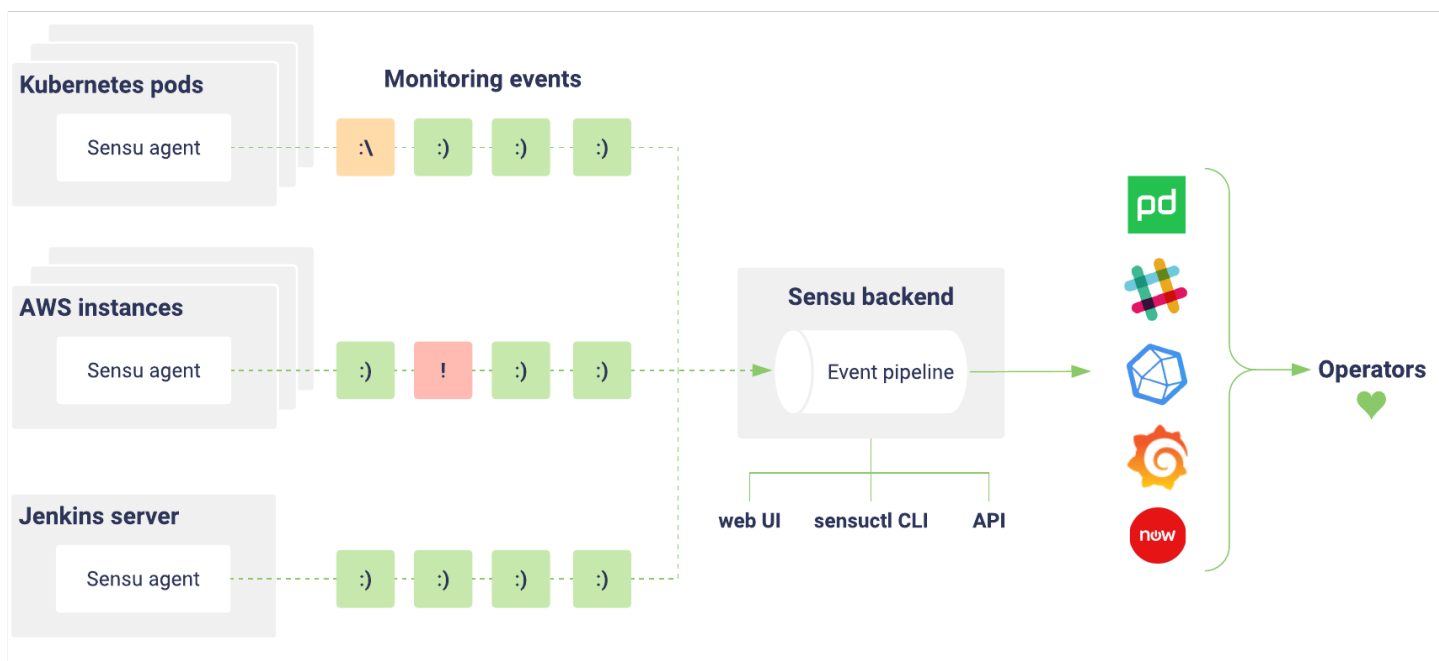 Kubernetes pods
Monitoring events
Sensu agent
:\ :) :) :)
pd
AWS instances
Sensu backend
Sensu agent
:) ! :) :)
Event pipeline
Operators
Jenkins server
web UI sensuctl CLI API
now
Sensu agent
:) :) :) :)